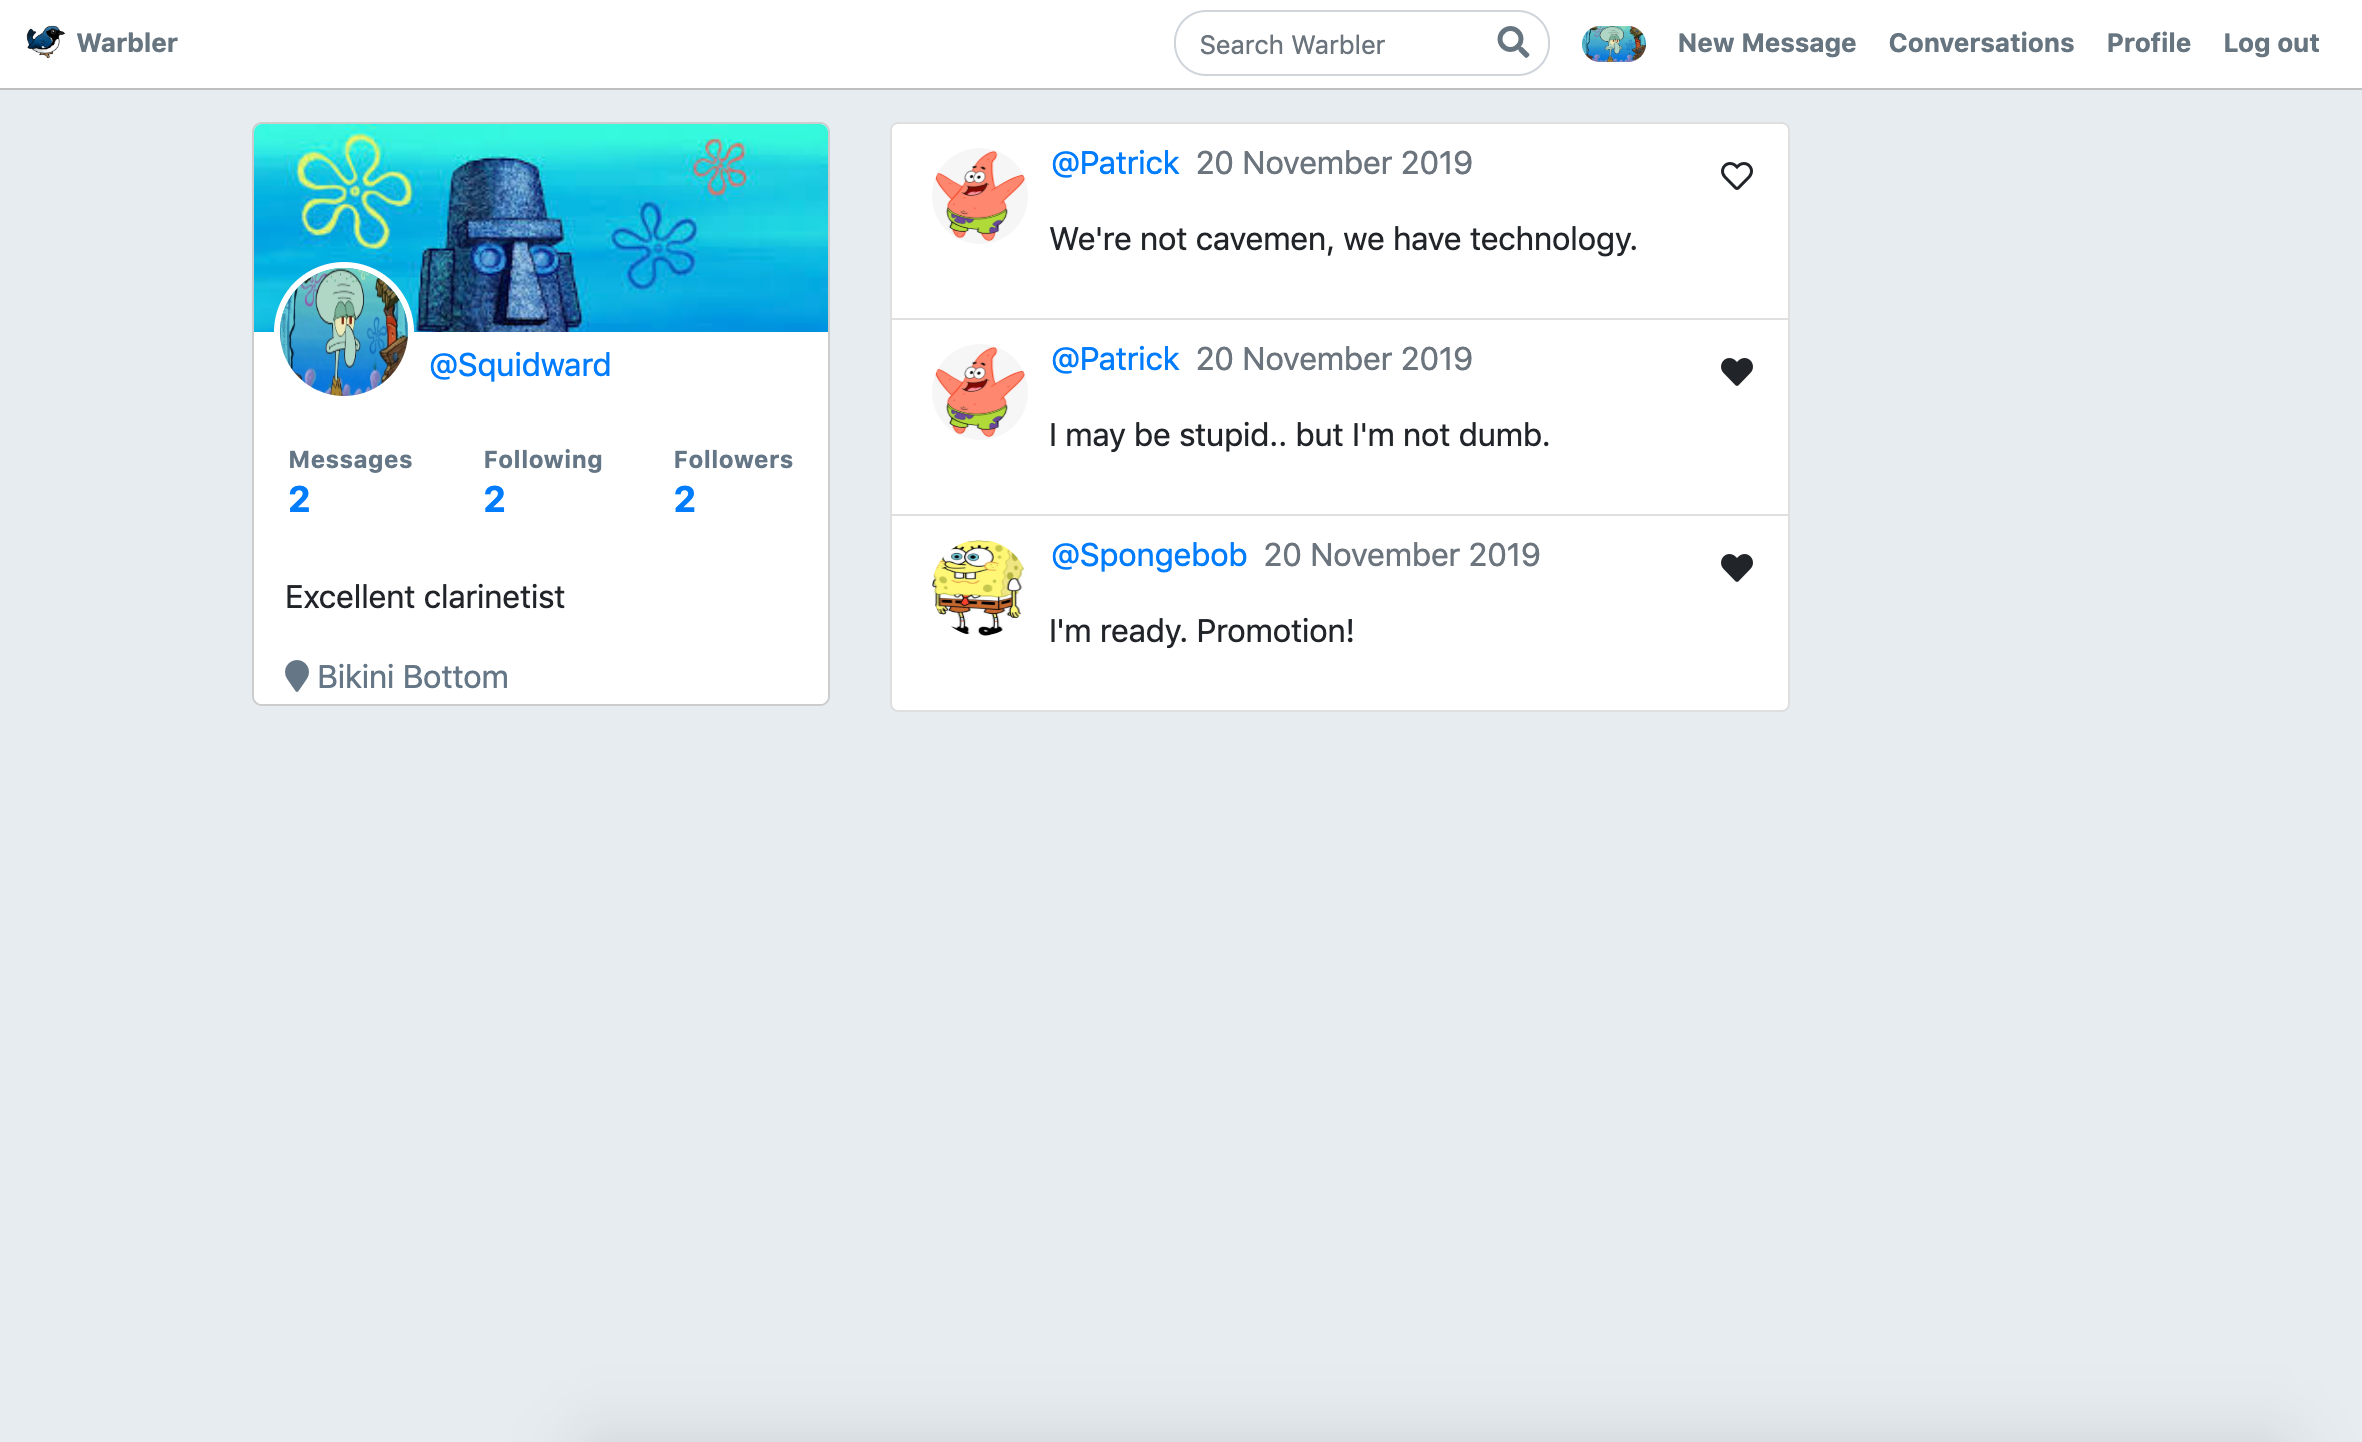 Warbler
Search Warbler
New Message
Conversations
Profile
Log out
@Squidward
Messages Following Followers
2 2 2
Excellent clarinetist
Bikini Bottom
@Patrick 20 November 2019
We're not cavemen, we have technology.
@Patrick 20 November 2019
I may be stupid.. but I'm not dumb.
@Spongebob 20 November 2019
I'm ready. Promotion!